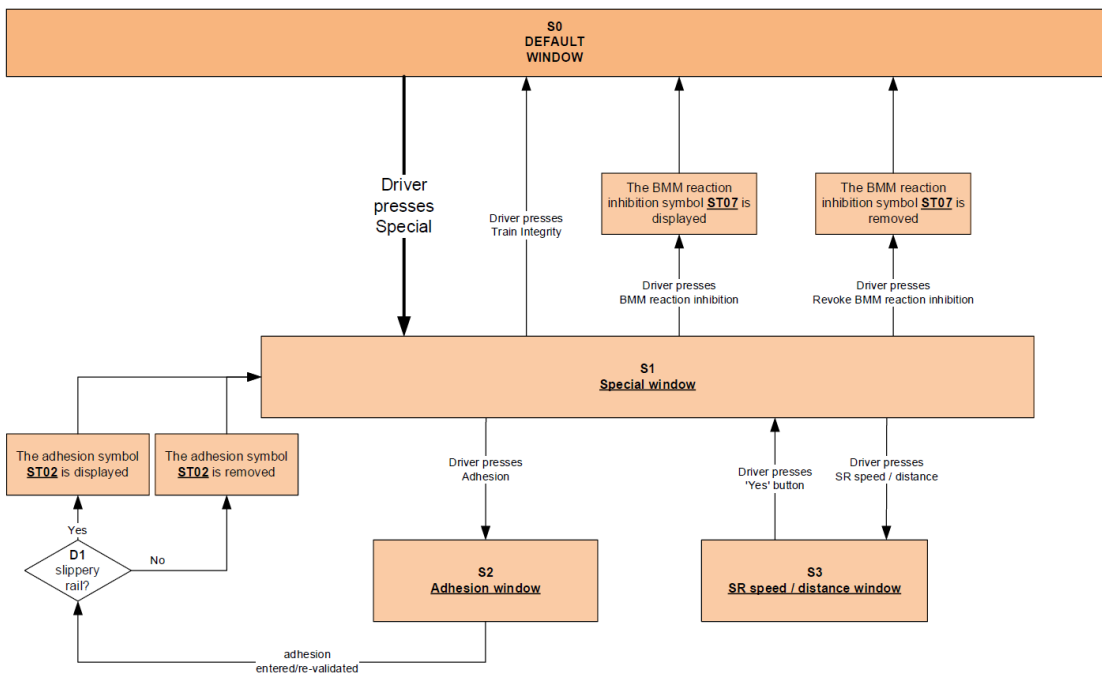 S0
DEFAULT
WINDOW
Driver
presses
Special
Driver presses
Train Integrity
The BMM reaction
inhibition symbol ST07 is
displayed
The BMM reaction
inhibition symbol ST07 is
removed
Driver presses
BMM reaction inhibition
Driver presses
Revoke BMM reaction inhibition
S1
Special window
The adhesion symbol
ST02 is displayed
The adhesion symbol
ST02 is removed
Driver presses
Adhesion
Driver presses
'Yes' button
Driver presses
SR speed / distance
Yes
No
D1
slippery
rail?
S2
Adhesion window
S3
SR speed / distance window
adhesion
entered/re-validated